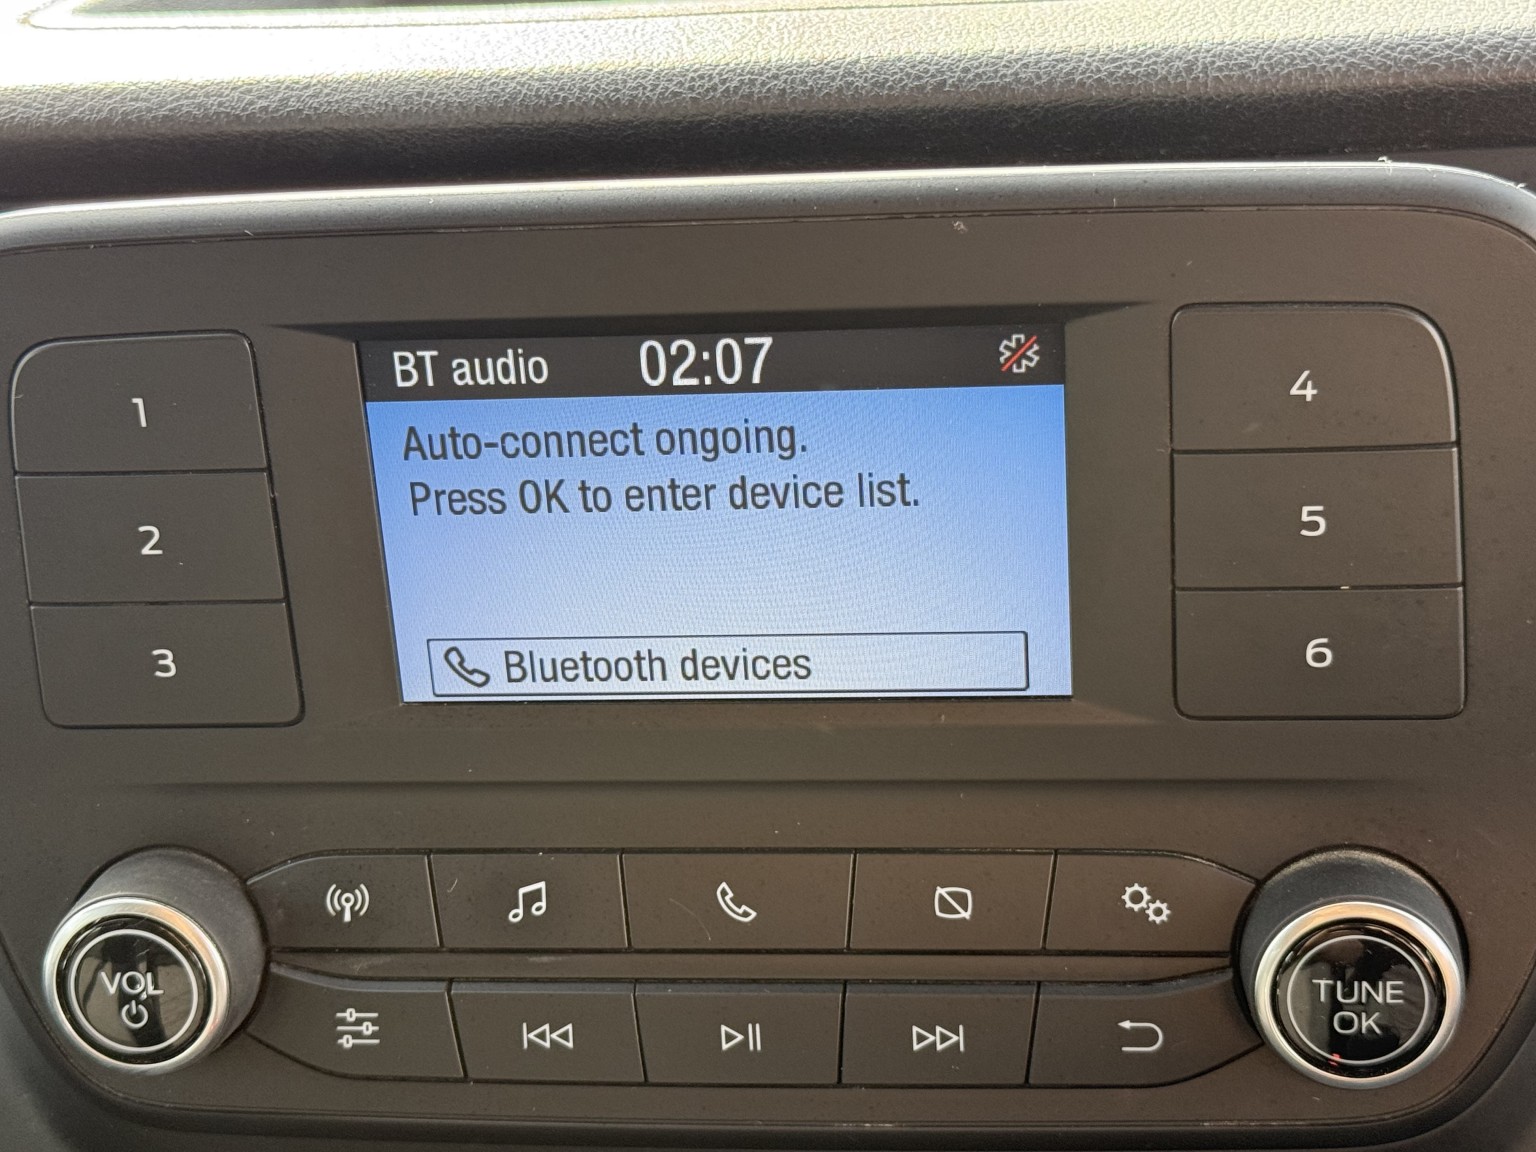 BT audio 02:07
Auto-connect ongoing.
Press OK to enter device list.
Bluetooth devices
1
2
3
4
5
6
VOL
TUNE
OK